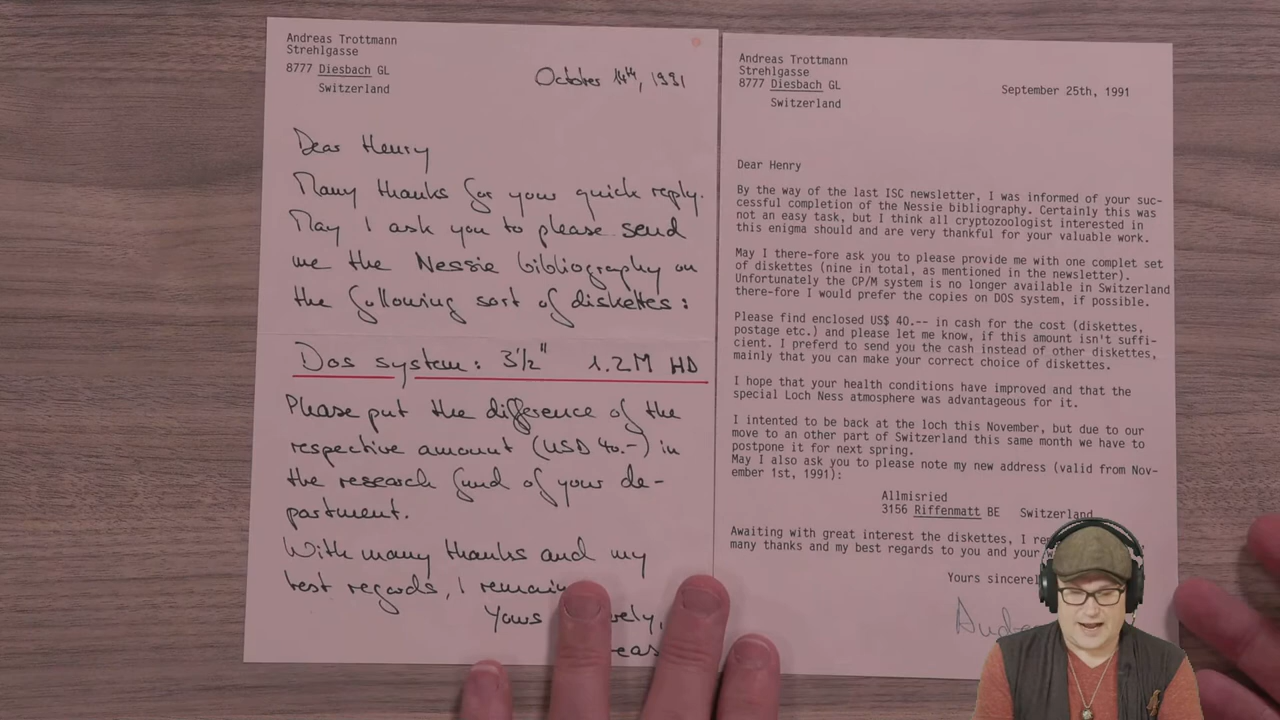 Andreas Trottmann
Strehlgasse
8777 Diesbach GL
Switzerland
October 14th, 1991
Dear Henry
Many thanks for your quick reply.
May I ask you to please send
me the Nessie bibliography on
the following sort of diskettes:
Dos system: 3 1/2" 1.2M HD
Please put the difference of the
respective amount (USD 40.-) in
the research fund of your de-
partment.
With many thanks and my
best regards, I remain
Yours
Andreas Trottmann
Strehlgasse
8777 Diesbach GL
Switzerland
September 25th, 1991
Dear Henry
By the way of the last ISC newsletter, I was informed of your suc-
cessful completion of the Nessie bibliography. Certainly this was
not an easy task, but I think all cryptozoologist interested in
this enigma should and are very thankful for your valuable work.
May I there-fore ask you to please provide me with one complet set
of diskettes (nine in total, as mentioned in the newsletter).
Unfortunately the CP/M system is no longer available in Switzerland
there-fore I would prefer the copies on DOS system, if possible.
Please find enclosed US$ 40.-- in cash for the cost (diskettes,
postage etc.) and please let me know, if this amount isn't suffi-
cient. I preferd to send you the cash instead of other diskettes,
mainly that you can make your correct choice of diskettes.
I hope that your health conditions have improved and that the
special Loch Ness atmosphere was advantageous for it.
I intented to be back at the loch this November, but due to our
move to an other part of Switzerland this same month we have to
postpone it for next spring.
May I also ask you to please note my new address (valid from Nov-
ember 1st, 1991):
Allmisried
3156 Riffenmatt BE Switzerland
Awaiting with great interest the diskettes, I
many thanks and my best regards to you and your
Yours